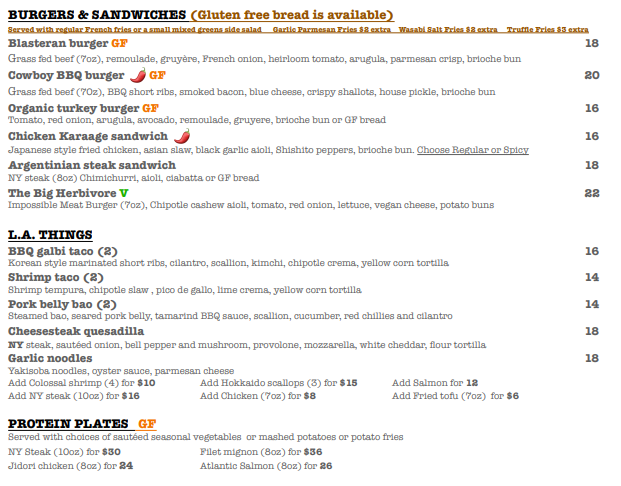 BURGERS & SANDWICHES (Gluten free bread is available)
Served with regular French fries or a small mixed greens side salad Garlic Parmesan Fries $2 extra Wasabi Salt Fries $2 extra Truffle Fries $3 extra
Blasteran burger GF 18
Grass fed beef (7oz), remoulade, gruyère, French onion, heirloom tomato, arugula, parmesan crisp, brioche bun
Cowboy BBQ burger GF 20
Grass fed beef (7Oz), BBQ short ribs, smoked bacon, blue cheese, crispy shallots, house pickle, brioche bun
Organic turkey burger GF 16
Tomato, red onion, arugula, avocado, remoulade, gruyere, brioche bun or GF bread
Chicken Karaage sandwich 16
Japanese style fried chicken, asian slaw, black garlic aioli, Shishito peppers, brioche bun. Choose Regular or Spicy
Argentinian steak sandwich 18
NY steak (8oz) Chimichurri, aioli, ciabatta or GF bread
The Big Herbivore V 22
Impossible Meat Burger (7oz), Chipotle cashew aioli, tomato, red onion, lettuce, vegan cheese, potato buns
L.A. THINGS
BBQ galbi taco (2) 16
Korean style marinated short ribs, cilantro, scallion, kimchi, chipotle crema, yellow corn tortilla
Shrimp taco (2) 14
Shrimp tempura, chipotle slaw , pico de gallo, lime crema, yellow corn tortilla
Pork belly bao (2) 14
Steamed bao, seared pork belly, tamarind BBQ sauce, scallion, cucumber, red chillies and cilantro
Cheesesteak quesadilla 18
NY steak, sautéed onion, bell pepper and mushroom, provolone, mozzarella, white cheddar, flour tortilla
Garlic noodles 18
Yakisoba noodles, oyster sauce, parmesan cheese
Add Colossal shrimp (4) for $10 Add Hokkaido scallops (3) for $15 Add Salmon for 12
Add NY steak (10oz) for $16 Add Chicken (7oz) for $8 Add Fried tofu (7oz) for $6
PROTEIN PLATES GF
Served with choices of sautéed seasonal vegetables or mashed potatoes or potato fries
NY Steak (10oz) for $30 Filet mignon (8oz) for $36
Jidori chicken (8oz) for 24 Atlantic Salmon (8oz) for 26